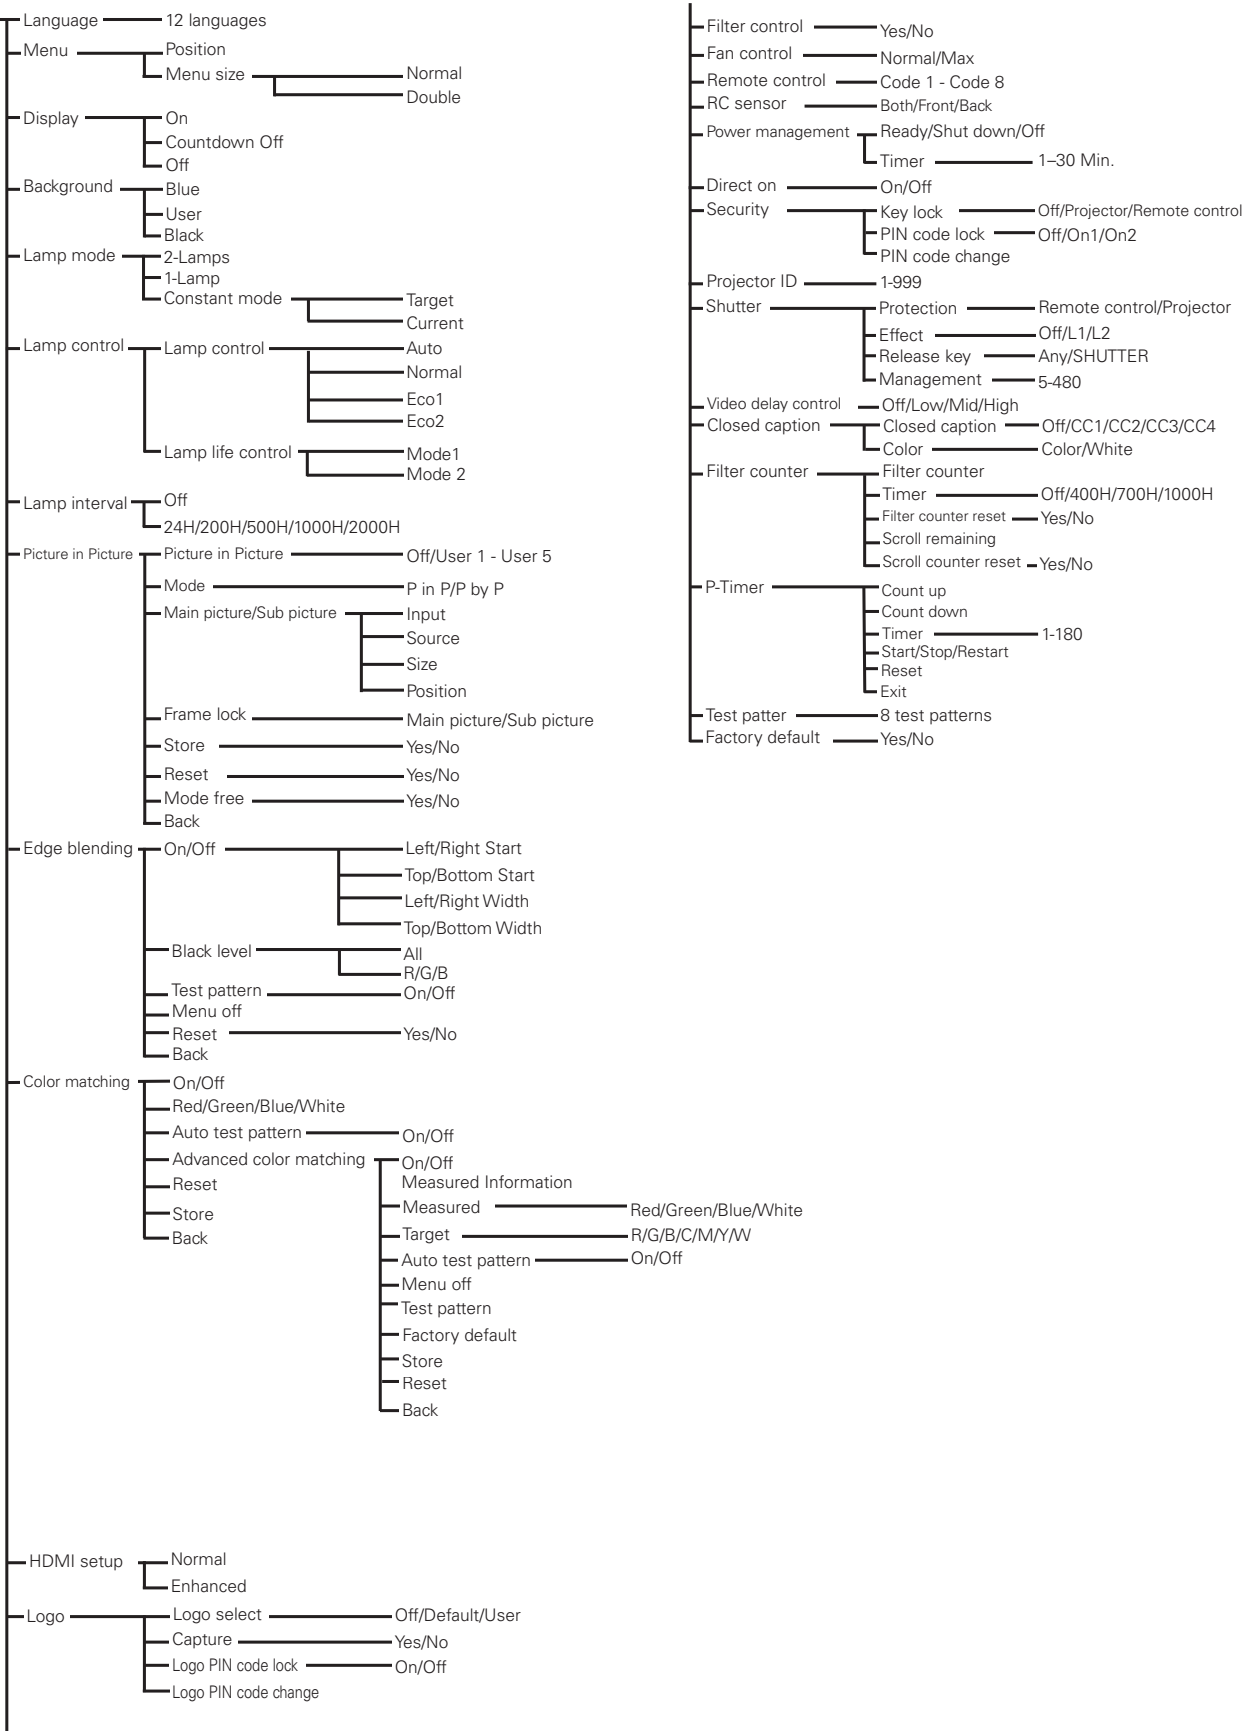 Language 12 languages
Menu Position
Menu size Normal
Double
Display On
Countdown Off
Off
Background Blue
User
Black
Lamp mode 2-Lamps
1-Lamp
Constant mode Target
Current
Lamp control Lamp control Auto
Normal
Eco1
Eco2
Lamp life control Mode1
Mode 2
Lamp interval Off
24H/200H/500H/1000H/2000H
Picture in Picture Picture in Picture Off/User 1 - User 5
Mode P in P/P by P
Main picture/Sub picture Input
Source
Size
Position
Frame lock Main picture/Sub picture
Store Yes/No
Reset Yes/No
Mode free Yes/No
Back
Edge blending On/Off Left/Right Start
Top/Bottom Start
Left/Right Width
Top/Bottom Width
Black level All
R/G/B
Test pattern On/Off
Menu off
Reset Yes/No
Back
Color matching On/Off
Red/Green/Blue/White
Auto test pattern On/Off
Advanced color matching On/Off
Measured Information
Reset
Measured Red/Green/Blue/White
Store
Target R/G/B/C/M/Y/W
Back
Auto test pattern On/Off
Menu off
Test pattern
Factory default
Store
Reset
Back
HDMI setup Normal
Enhanced
Logo Logo select Off/Default/User
Capture Yes/No
Logo PIN code lock On/Off
Logo PIN code change
Filter control Yes/No
Fan control Normal/Max
Remote control Code 1 - Code 8
RC sensor Both/Front/Back
Power management Ready/Shut down/Off
Timer 1–30 Min.
Direct on On/Off
Security Key lock Off/Projector/Remote control
PIN code lock Off/On1/On2
PIN code change
Projector ID 1-999
Shutter Protection Remote control/Projector
Effect Off/L1/L2
Release key Any/SHUTTER
Management 5-480
Video delay control Off/Low/Mid/High
Closed caption Closed caption Off/CC1/CC2/CC3/CC4
Color Color/White
Filter counter Filter counter
Timer Off/400H/700H/1000H
Filter counter reset Yes/No
Scroll remaining
Scroll counter reset Yes/No
P-Timer Count up
Count down
Timer 1-180
Start/Stop/Restart
Reset
Exit
Test patter 8 test patterns
Factory default Yes/No